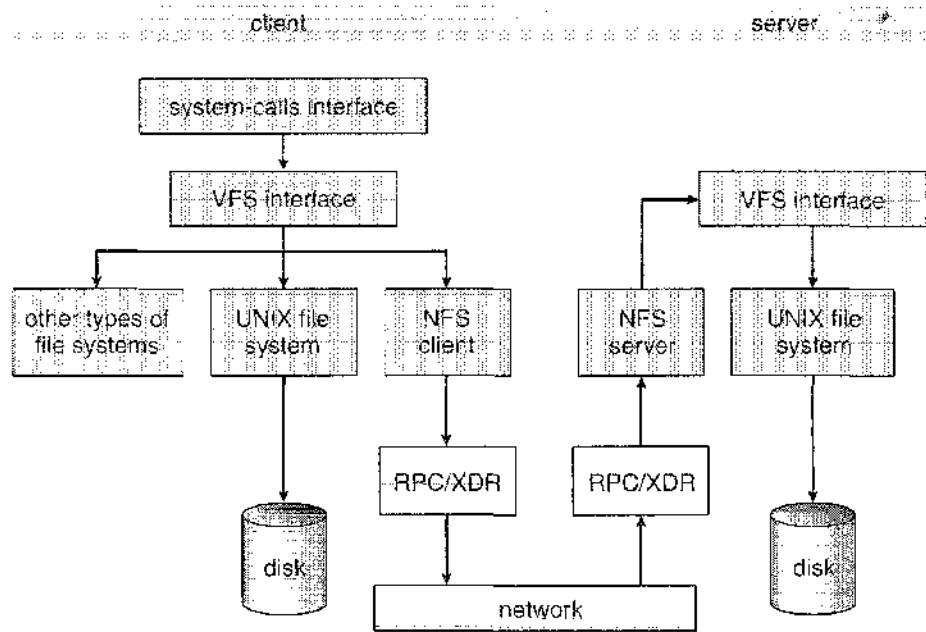 client
server
system-calls interface
VFS interface
VFS interface
other types of
file systems
UNIX file
system
NFS
client
NFS
server
UNIX file
system
RPC/XDR
RPC/XDR
disk
disk
network